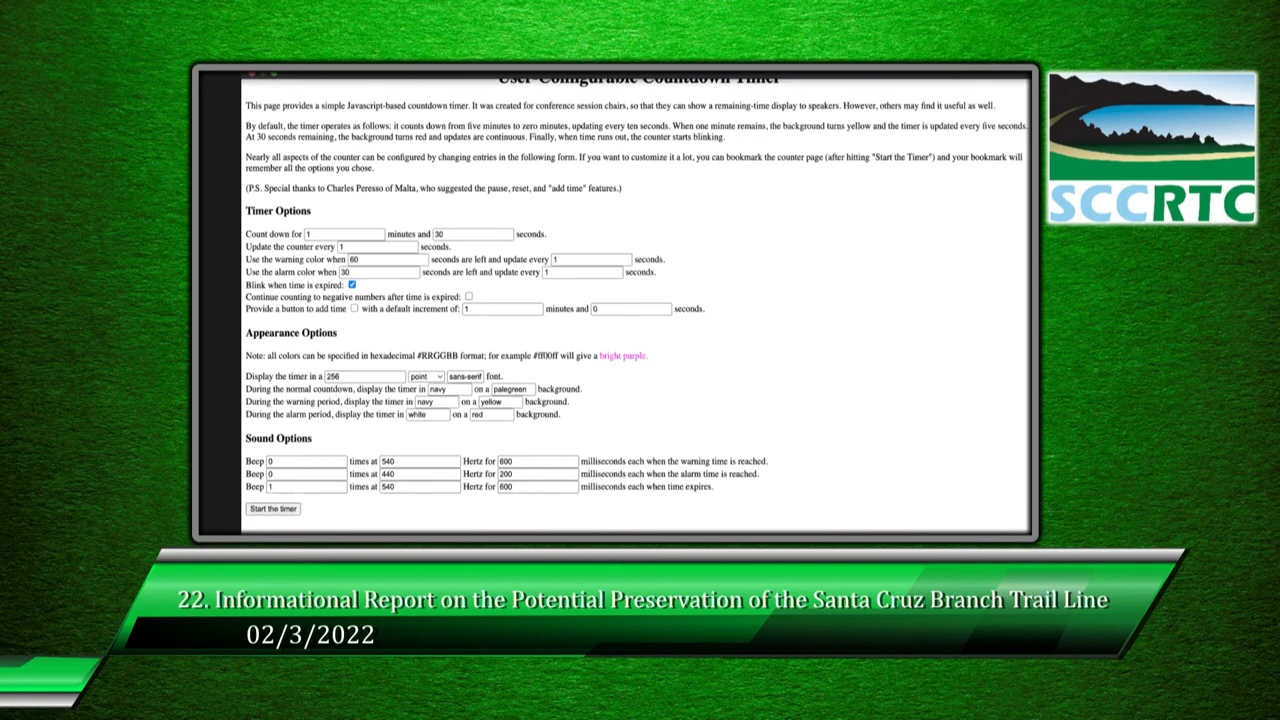 User-Configurable Countdown Timer
This page provides a simple Javascript-based countdown timer. It was created for conference session chairs, so that they can show a remaining-time display to speakers. However, others may find it useful as well.
By default, the timer operates as follows: it counts down from five minutes to zero minutes, updating every ten seconds. When one minute remains, the background turns yellow and the timer is updated every five seconds.
At 30 seconds remaining, the background turns red and updates are continuous. Finally, when time runs out, the counter starts blinking.
Nearly all aspects of the counter can be configured by changing entries in the following form. If you want to customize it a lot, you can bookmark the counter page (after hitting "Start the Timer") and your bookmark will
remember all the options you chose.
(P.S. Special thanks to Charles Peresso of Malta, who suggested the pause, reset, and "add time" features.)
Timer Options
Count down for 1 minutes and 30 seconds.
Update the counter every 1 seconds.
Use the warning color when 60 seconds are left and update every 1 seconds.
Use the alarm color when 30 seconds are left and update every 1 seconds.
Blink when time is expired:
Continue counting to negative numbers after time is expired:
Provide a button to add time with a default increment of: 1 minutes and 0 seconds.
Appearance Options
Note: all colors can be specified in hexadecimal #RRGGBB format; for example #ff00ff will give a bright purple.
Display the timer in a 256 point sans-serif font.
During the normal countdown, display the timer in navy on a palegreen background.
During the warning period, display the timer in navy on a yellow background.
During the alarm period, display the timer in white on a red background.
Sound Options
Beep 0 times at 540 Hertz for 600 milliseconds each when the warning time is reached.
Beep 0 times at 440 Hertz for 200 milliseconds each when the alarm time is reached.
Beep 1 times at 540 Hertz for 600 milliseconds each when time expires.
Start the timer
SCCRTC
22. Informational Report on the Potential Preservation of the Santa Cruz Branch Trail Line
02/3/2022